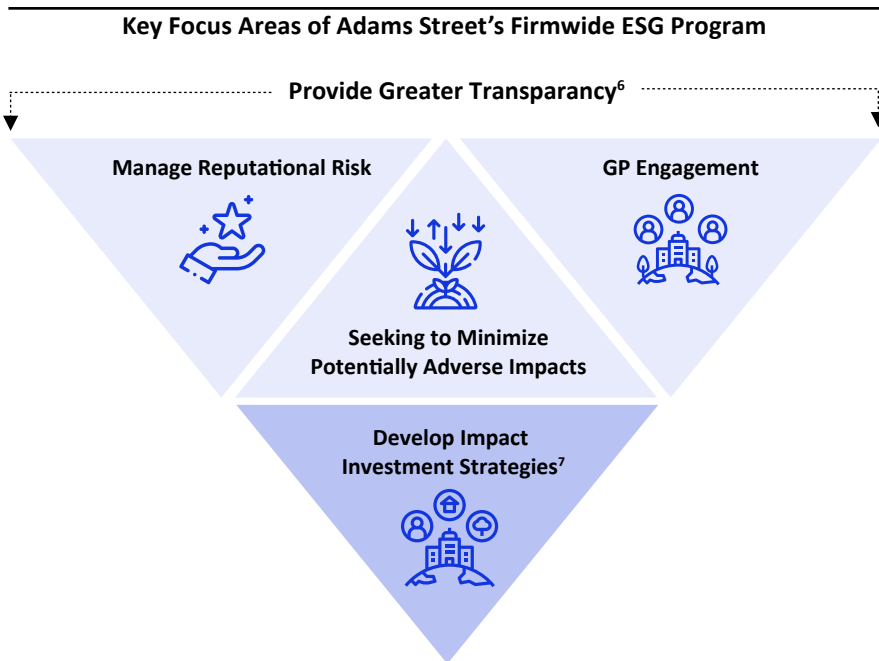 Key Focus Areas of Adams Street’s Firmwide ESG Program
Provide Greater Transparancy⁶
Manage Reputational Risk
GP Engagement
Seeking to Minimize
Potentially Adverse Impacts
Develop Impact
Investment Strategies⁷